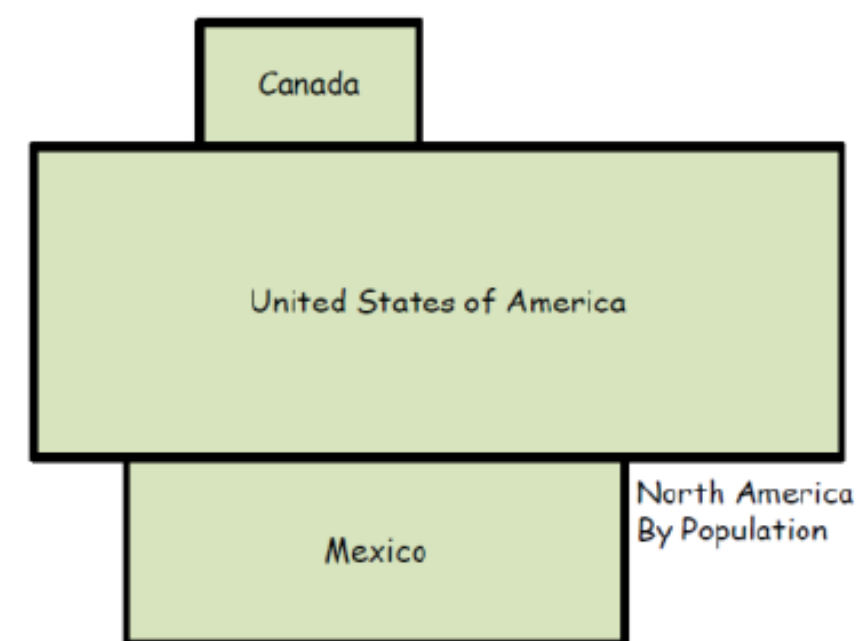 Canada
United States of America
North America
By Population
Mexico